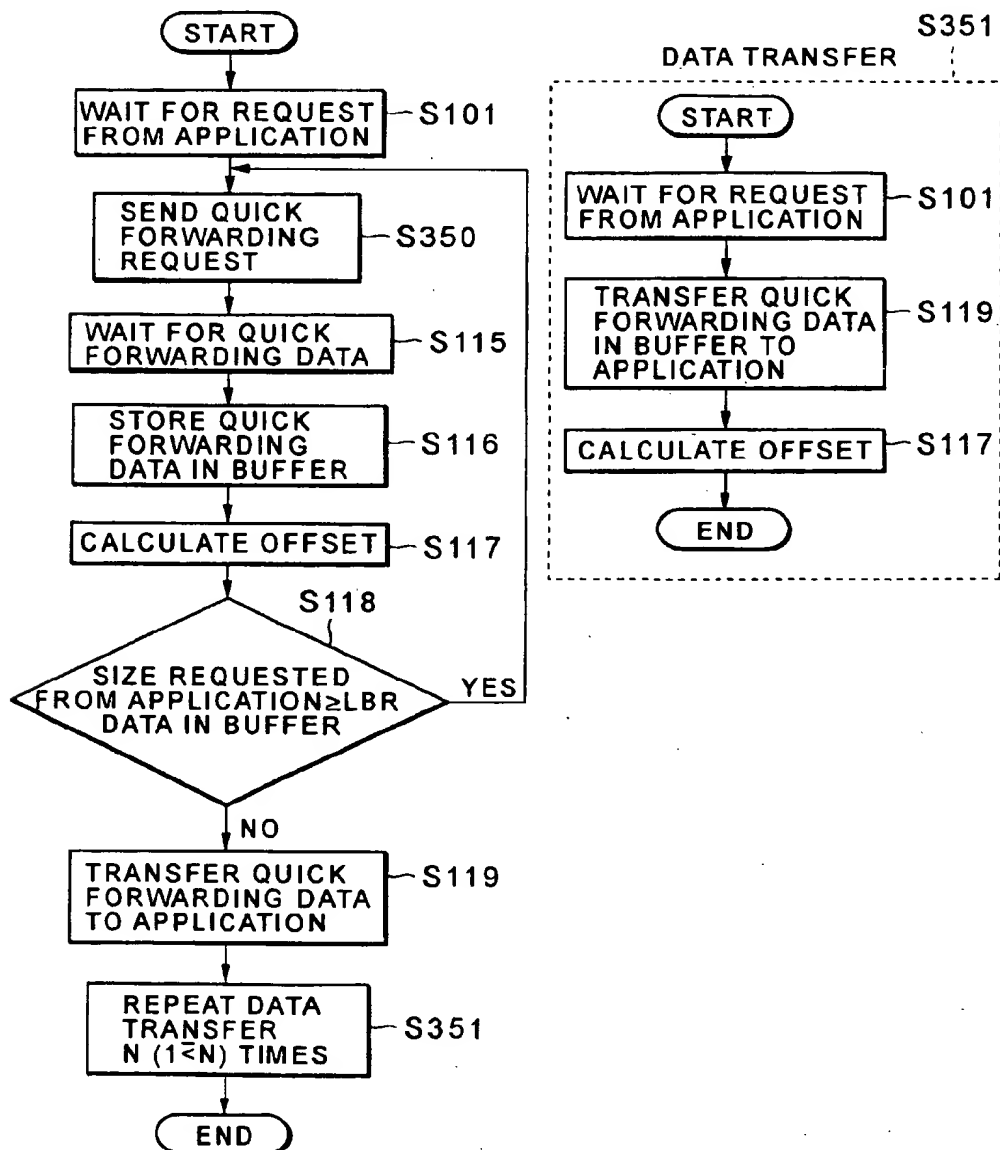 START
WAIT FOR REQUEST
FROM APPLICATION
S101
SEND QUICK
FORWARDING
REQUEST
S350
WAIT FOR QUICK
FORWARDING DATA
S115
STORE QUICK
FORWARDING
DATA IN BUFFER
S116
CALCULATE OFFSET
S117
S118
SIZE REQUESTED
FROM APPLICATION≥LBR
DATA IN BUFFER
YES
NO
TRANSFER QUICK
FORWARDING DATA
TO APPLICATION
S119
REPEAT DATA
TRANSFER
N (1≤N) TIMES
S351
END
S351
DATA TRANSFER
START
WAIT FOR REQUEST
FROM APPLICATION
S101
TRANSFER QUICK
FORWARDING DATA
IN BUFFER TO
APPLICATION
S119
CALCULATE OFFSET
S117
END